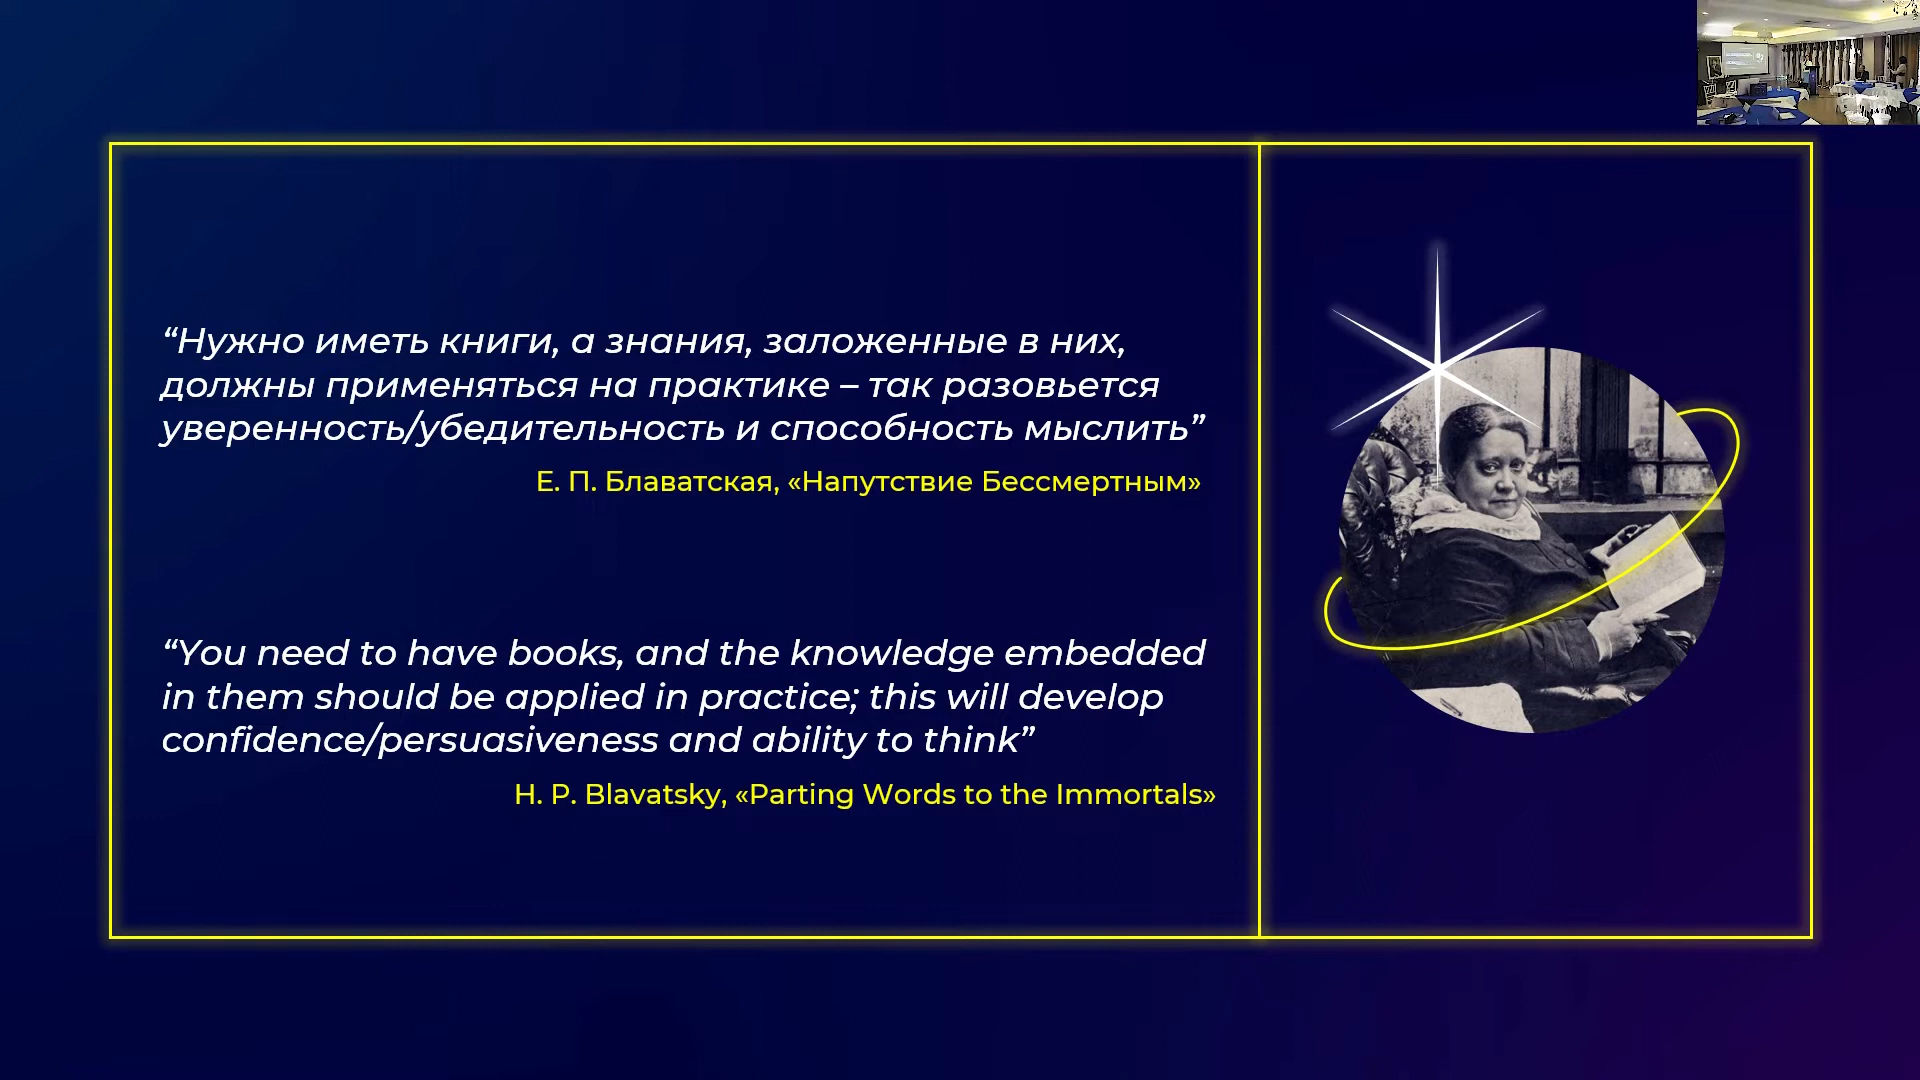 “Нужно иметь книги, а знания, заложенные в них,
должны применяться на практике – так разовьется
уверенность/убедительность и способность мыслить”
Е. П. Блаватская, «Напутствие Бессмертным»
“You need to have books, and the knowledge embedded
in them should be applied in practice; this will develop
confidence/persuasiveness and ability to think”
H. P. Blavatsky, «Parting Words to the Immortals»